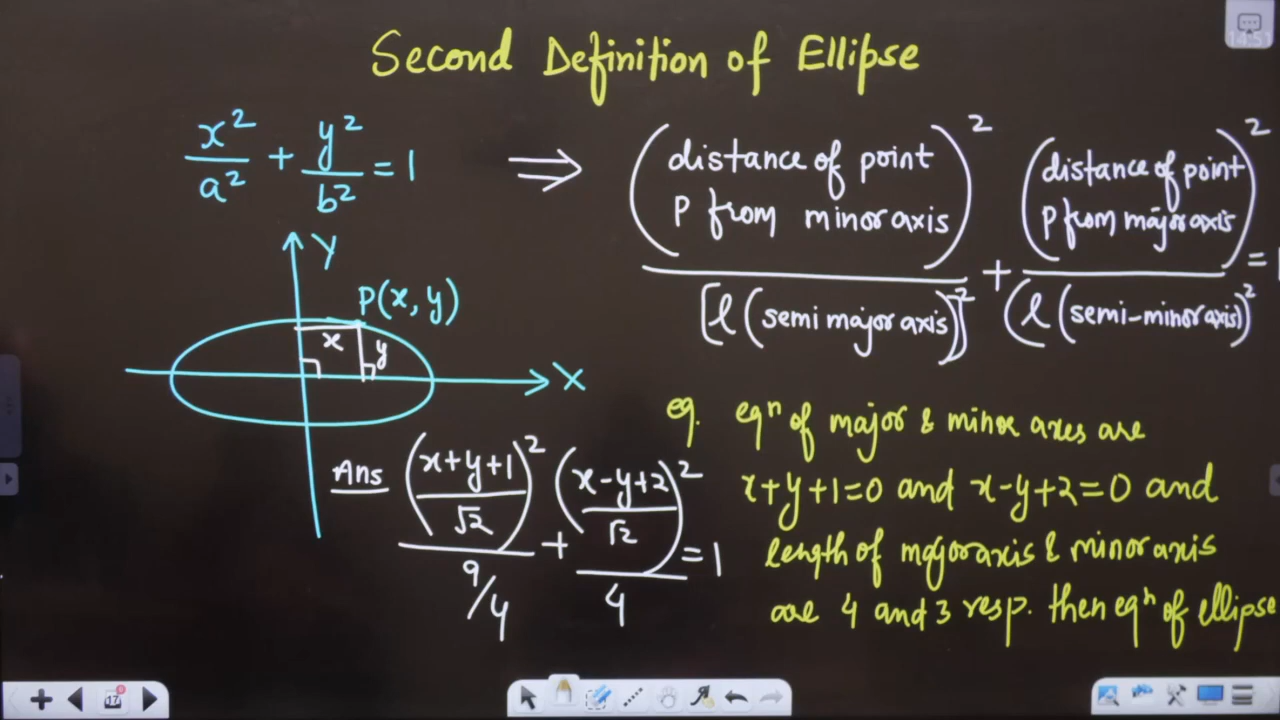 Second Definition of Ellipse
x²/a² + y²/b² = 1 ⇒ (distance of point P from minor axis)²/[l (semi major axis)]² + (distance of point P from major axis)²/(l (semi-minor axis)² =
Y
P(x, y)
x
y
X
eg. eqⁿ of major & minor axes are
x+y+1=0 and x-y+2=0 and
length of major axis & minor axis
are 4 and 3 resp. then eqⁿ of ellipse
Ans ((x+y+1)/√2)²/(9/4) + ((x-y+2)/√2)²/4 = 1
17